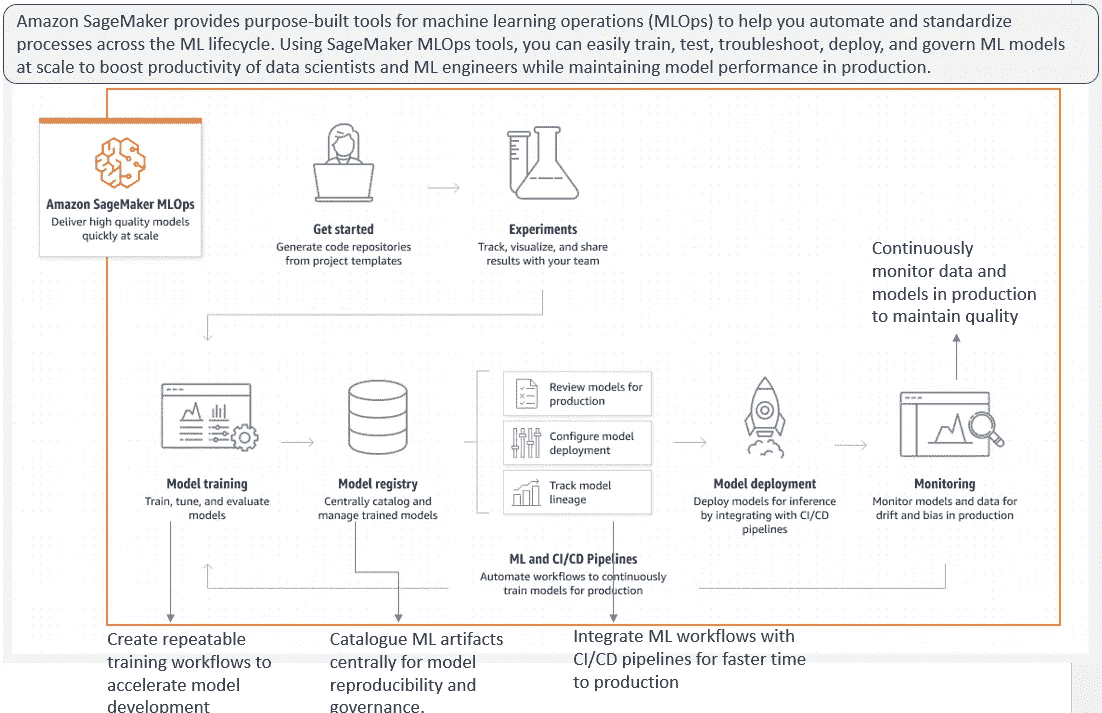 Amazon SageMaker provides purpose-built tools for machine learning operations (MLOps) to help you automate and standardize
processes across the ML lifecycle. Using SageMaker MLOps tools, you can easily train, test, troubleshoot, deploy, and govern ML models
at scale to boost productivity of data scientists and ML engineers while maintaining model performance in production.
Amazon SageMaker MLOps
Deliver high quality models
quickly at scale
Get started
Generate code repositories
from project templates
Experiments
Track, visualize, and share
results with your team
Continuously
monitor data and
models in production
to maintain quality
Model training
Train, tune, and evaluate
models
Model registry
Centrally catalog and
manage trained models
Review models for
production
Configure model
deployment
Track model
lineage
Model deployment
Deploy models for inference
by integrating with CI/CD
pipelines
Monitoring
Monitor models and data for
drift and bias in production
ML and CI/CD Pipelines
Automate workflows to continuously
train models for production
Create repeatable
training workflows to
accelerate model
development
Catalogue ML artifacts
centrally for model
reproducibility and
governance.
Integrate ML workflows with
CI/CD pipelines for faster time
to production